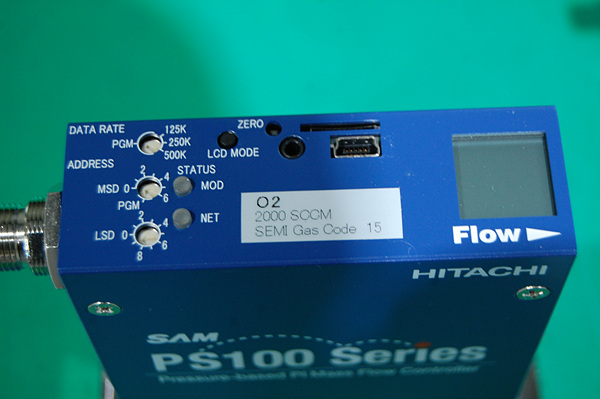 DATA RATE
125K
PGM
250K
500K
ZERO
LCD MODE
ADDRESS
2
4
MSD 0
6
PGM
STATUS
MOD
2
4
LSD 0
6
8
NET
O2
2000 SCCM
SEMI Gas Code 15
Flow
HITACHI
SAM
PS100 Series
Pressure-based PI Mass Flow Controller